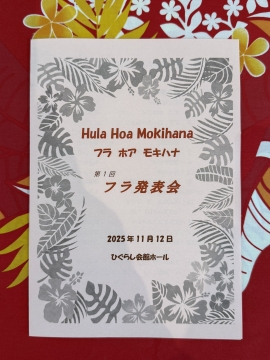 Hula Hoa Mokihana
フラ ホア モキハナ
第1回
フラ発表会
2025年11月12日
ひぐらし会館ホール